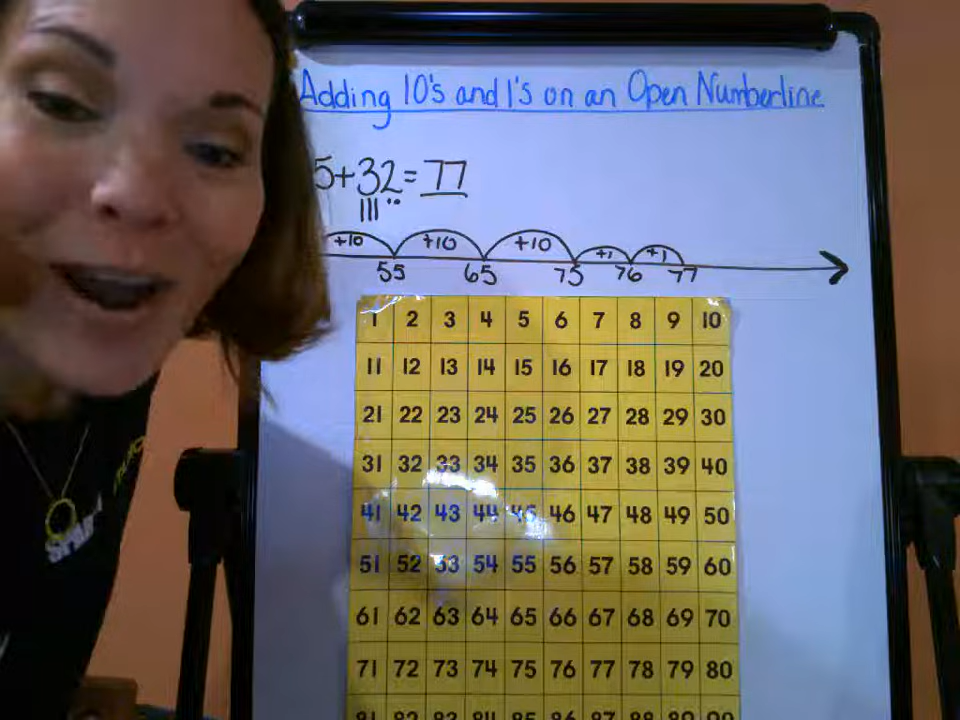 Adding 10's and 1's on an Open Numberline
5+32=77
+10 +10 +10 +1 +1
55 65 75 76 77
1 2 3 4 5 6 7 8 9 10
11 12 13 14 15 16 17 18 19 20
21 22 23 24 25 26 27 28 29 30
31 32 33 34 35 36 37 38 39 40
41 42 43 44 45 46 47 48 49 50
51 52 53 54 55 56 57 58 59 60
61 62 63 64 65 66 67 68 69 70
71 72 73 74 75 76 77 78 79 80